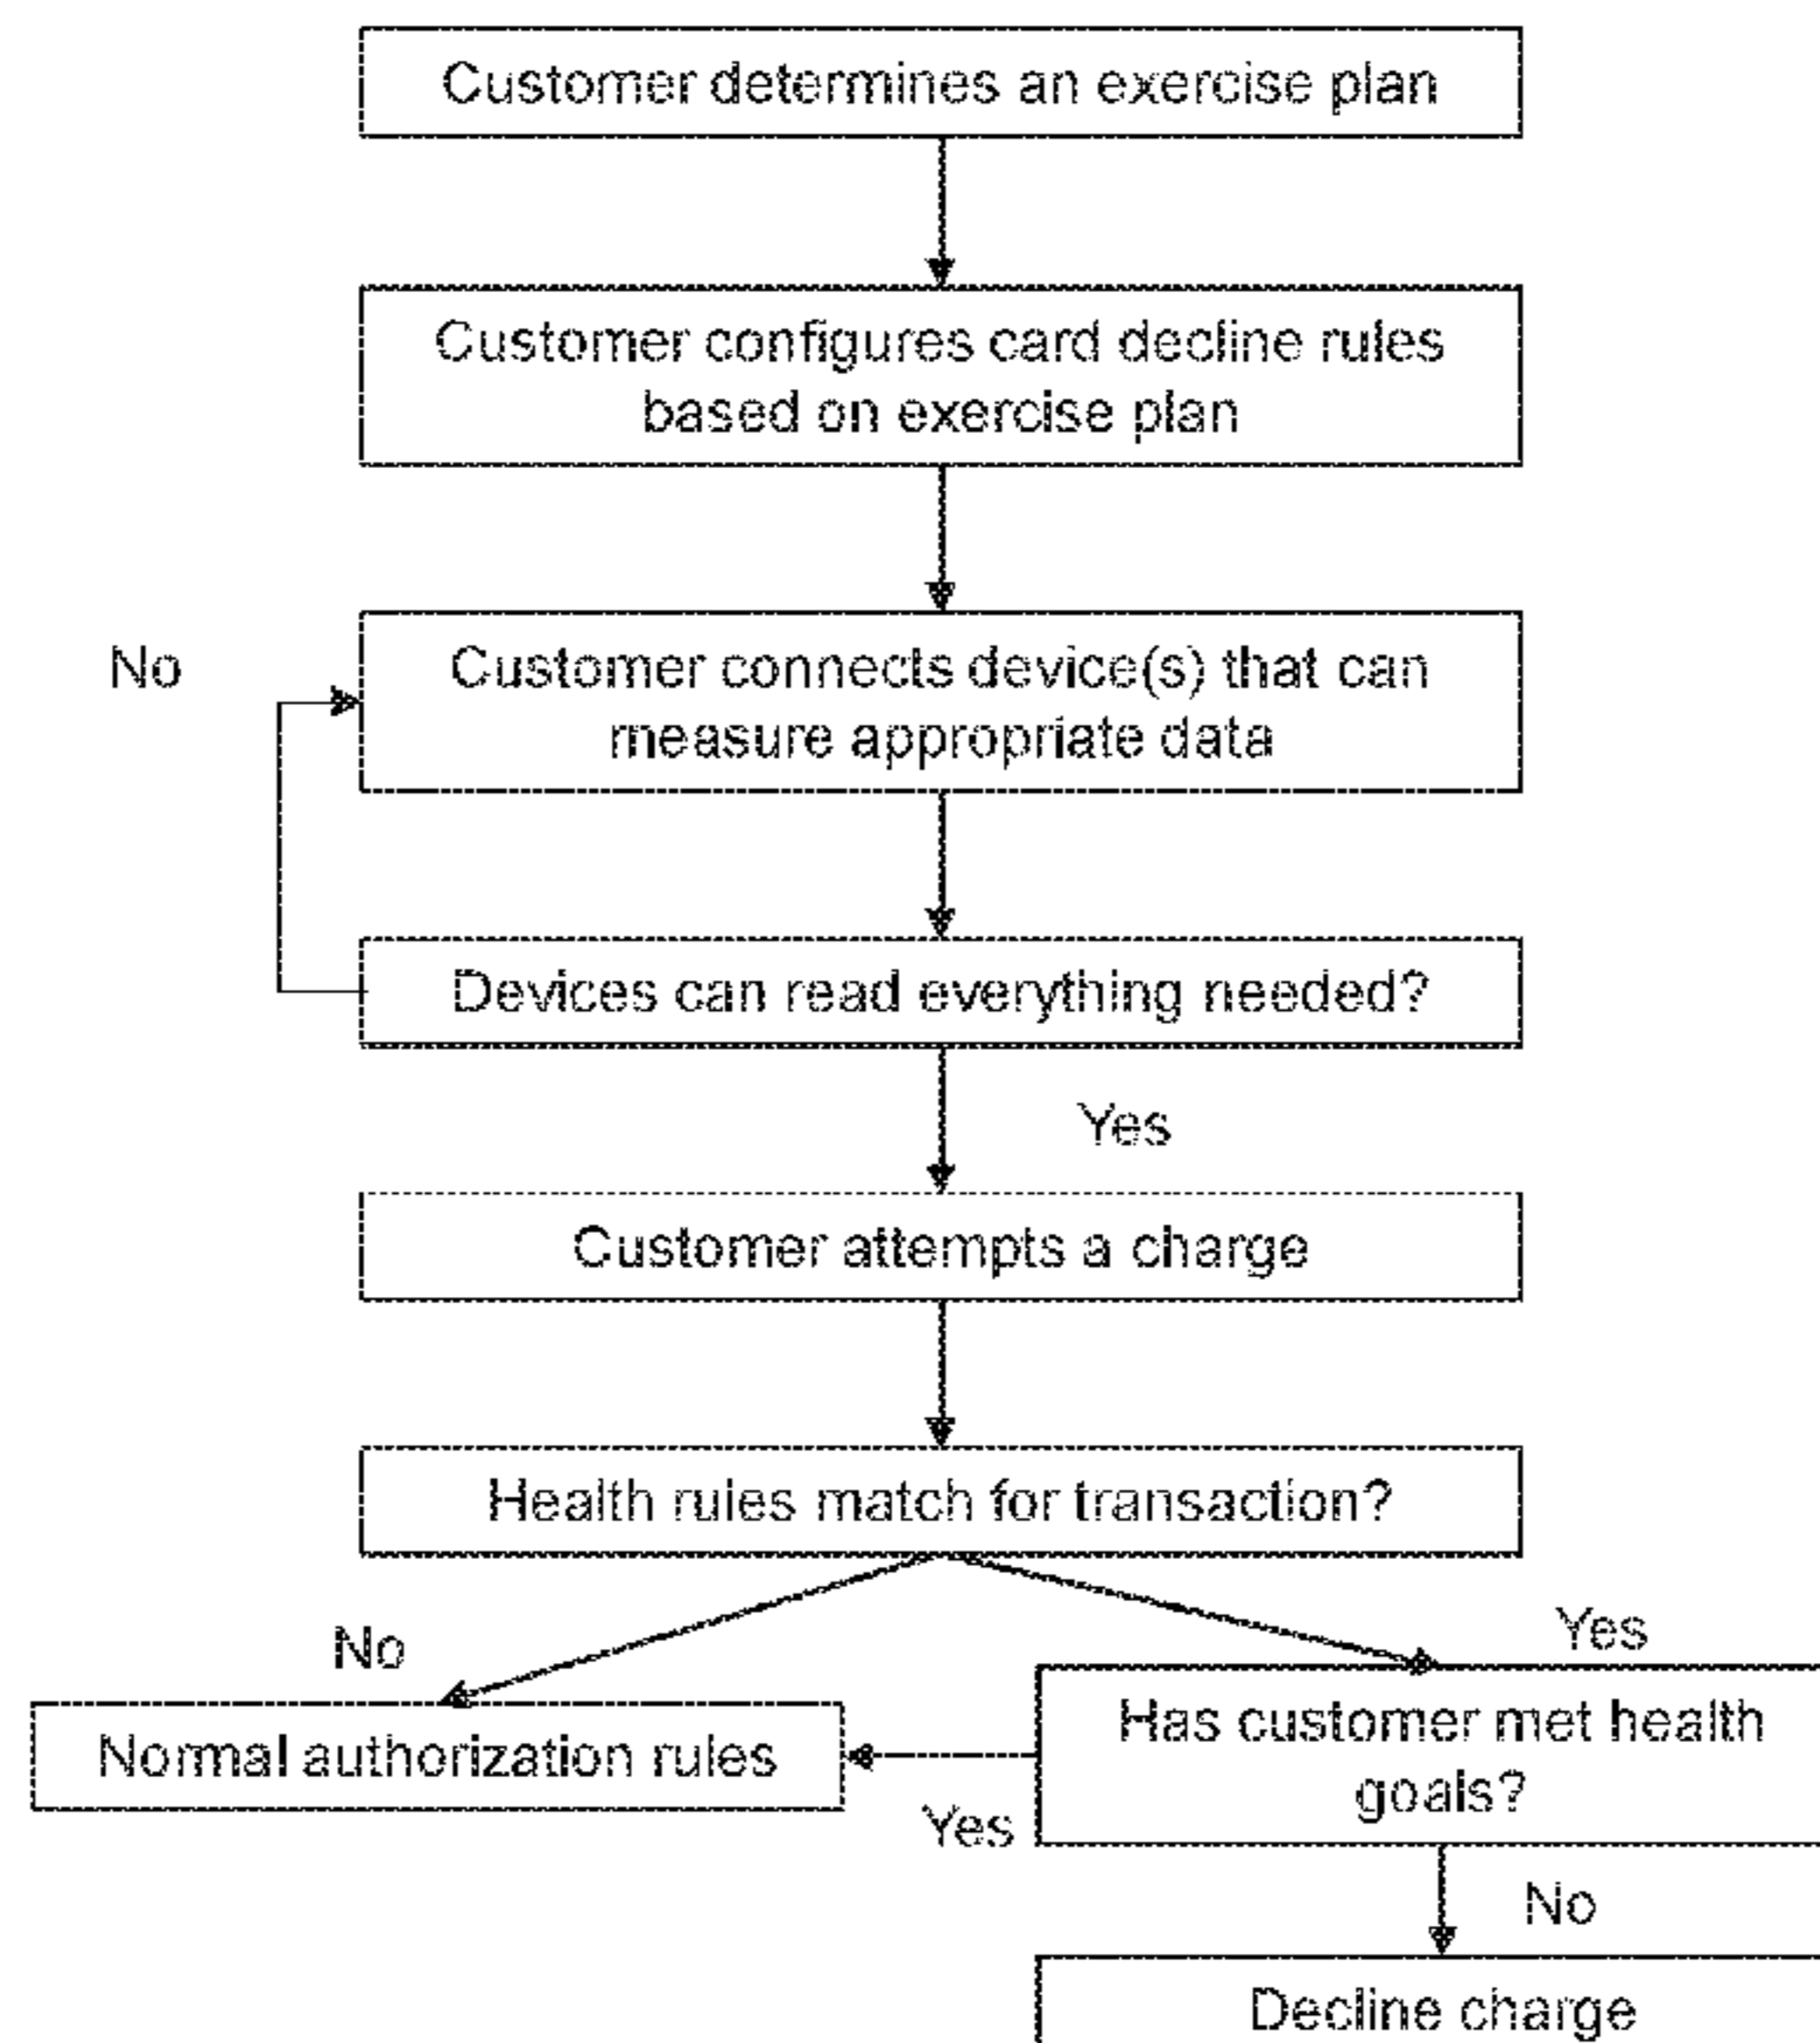 Customer determines an exercise plan
Customer configures card decline rules
based on exercise plan
No
Customer connects device(s) that can
measure appropriate data
Devices can read everything needed?
Yes
Customer attempts a charge
Health rules match for transaction?
No
Yes
Normal authorization rules
Has customer met health
goals?
Yes
No
Decline charge